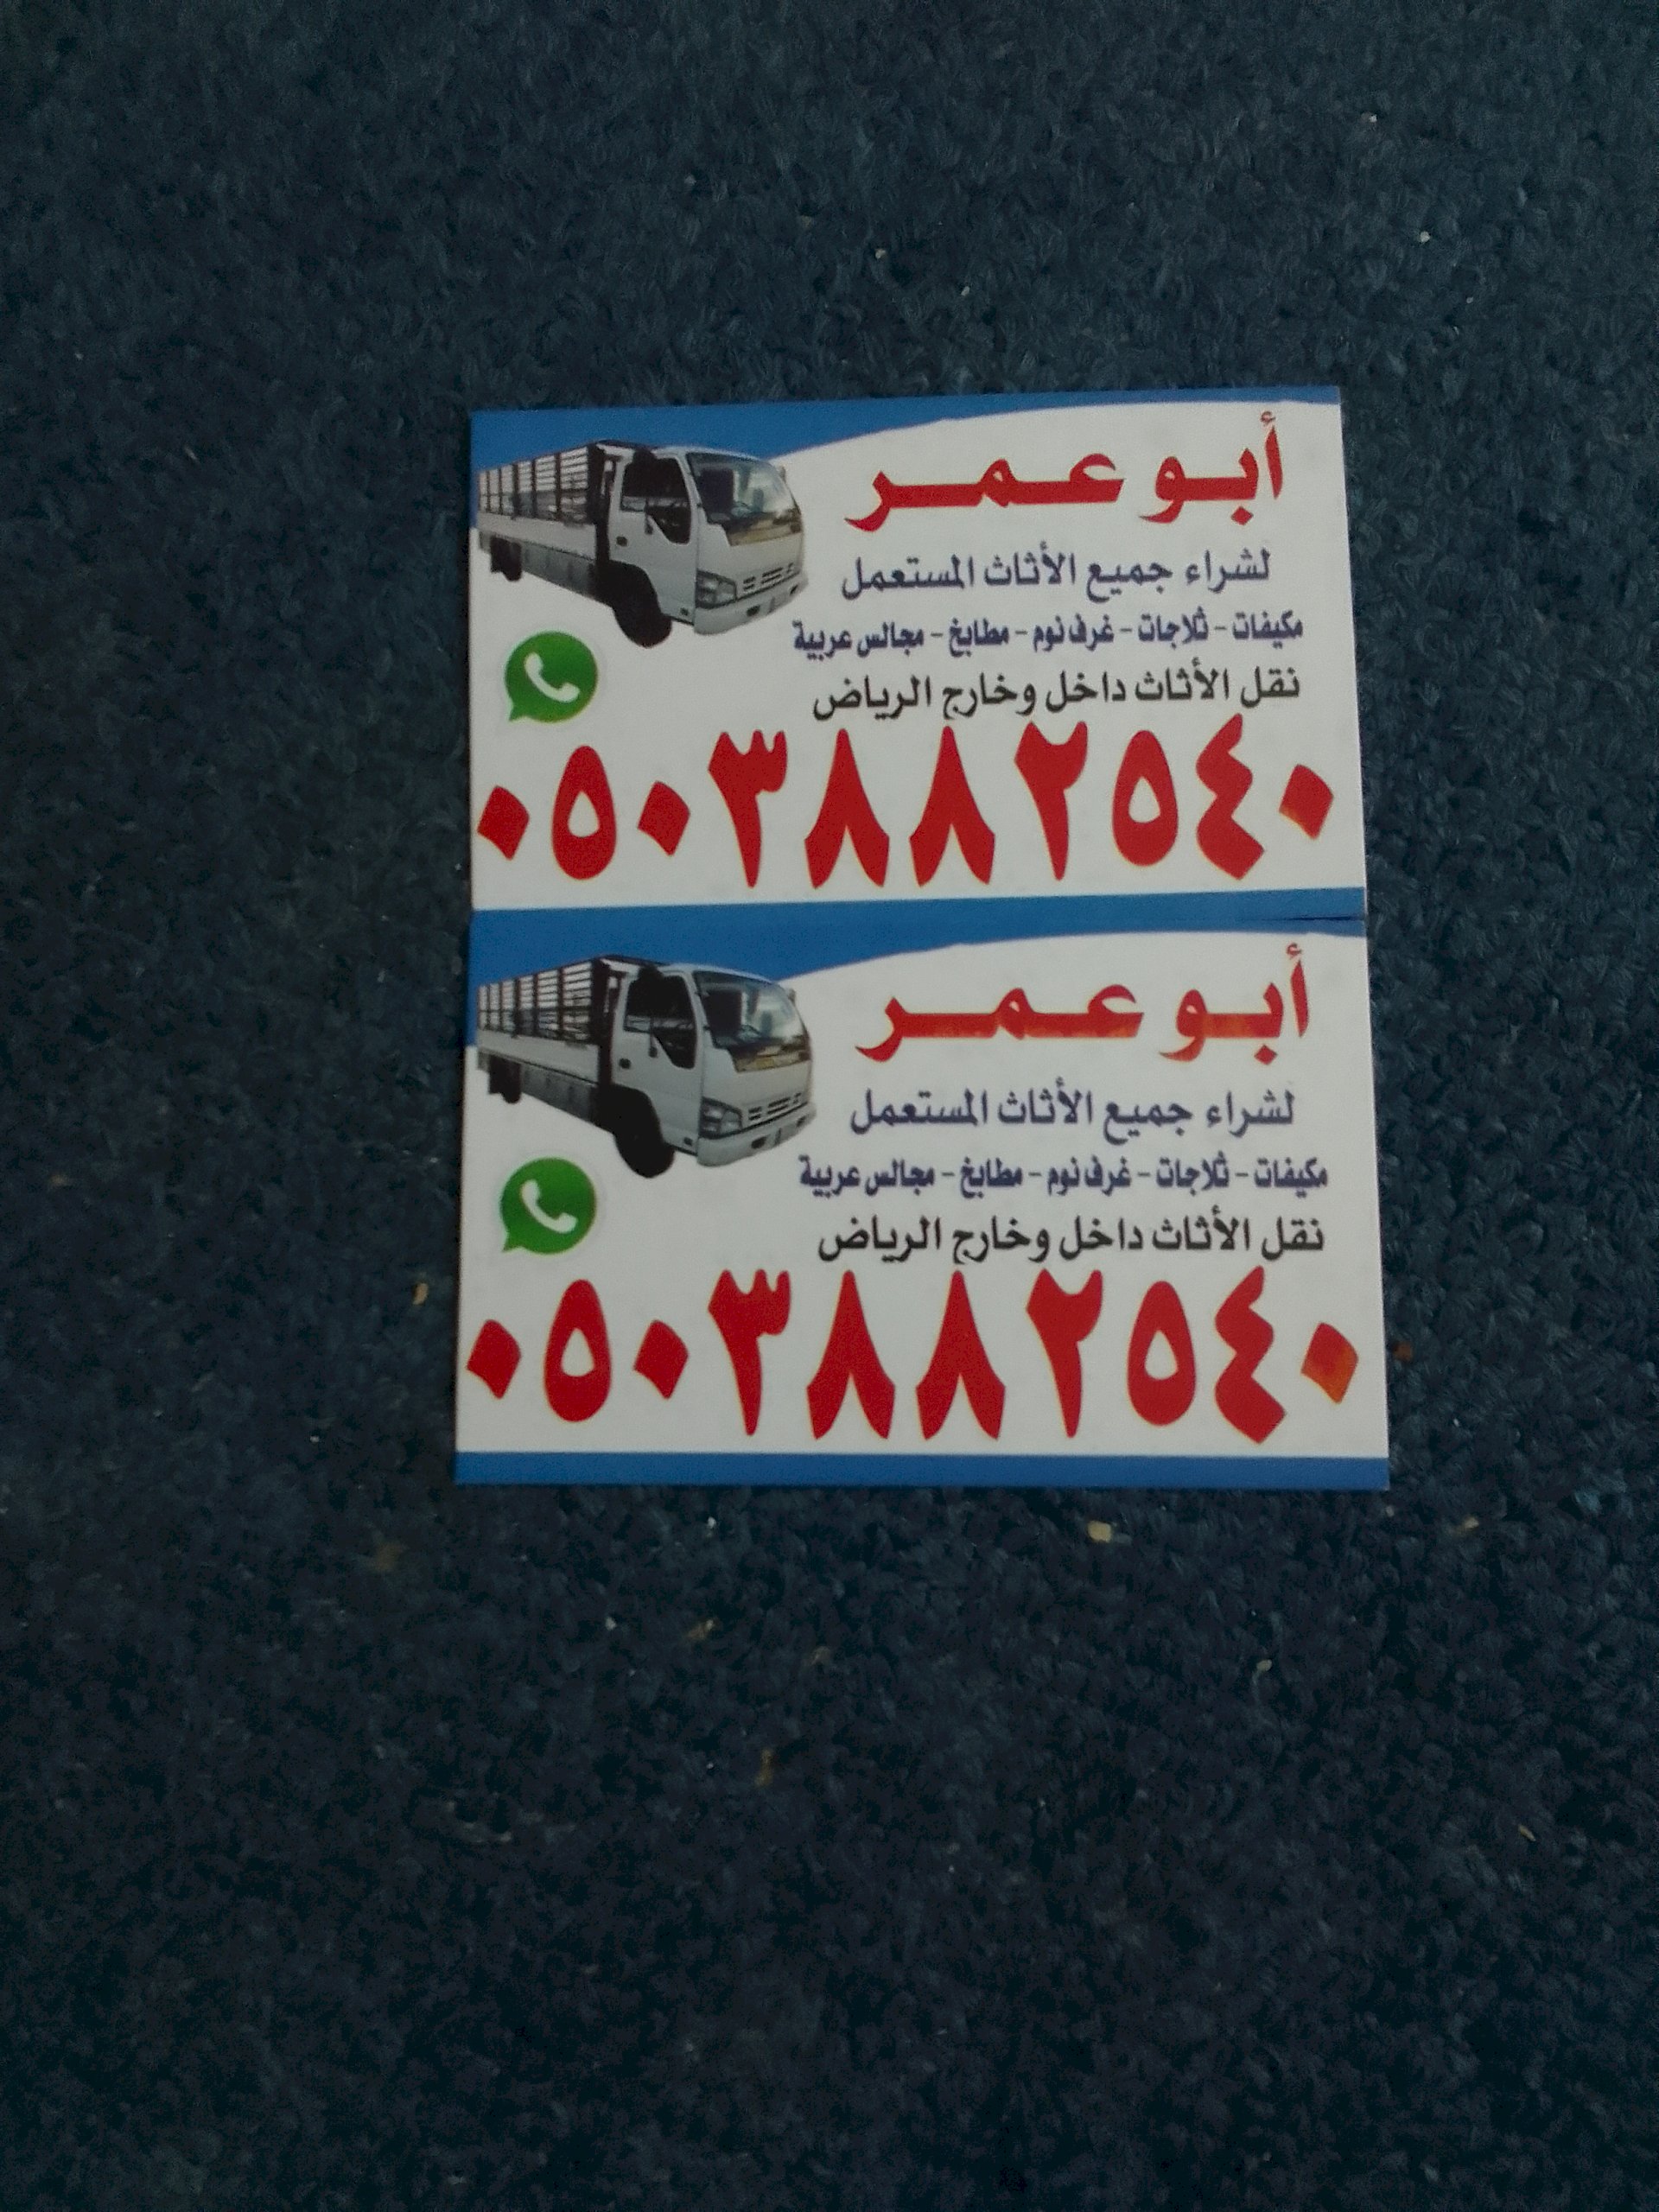 أبو عمر
لشراء جميع الأثاث المستعمل
مكيفات - ثلاجات - غرف نوم - مطابخ - مجالس عربية
نقل الأثاث داخل وخارج الرياض
٠٥٠٣٨٨٢٥٤٠
أبو عمر
لشراء جميع الأثاث المستعمل
مكيفات - ثلاجات - غرف نوم - مطابخ - مجالس عربية
نقل الأثاث داخل وخارج الرياض
٠٥٠٣٨٨٢٥٤٠